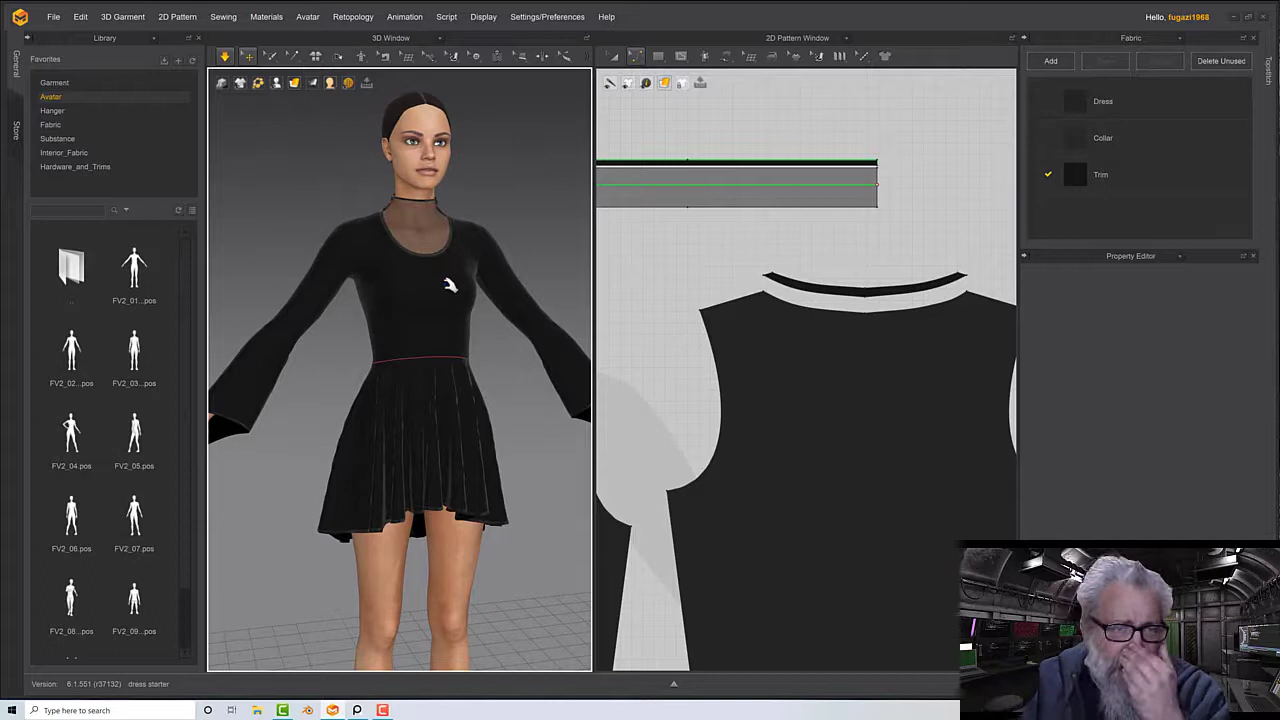 File Edit 3D Garment 2D Pattern Sewing Materials Avatar Retopology Animation Script Display Settings/Preferences Help Hello, fugazi1968
Library 3D Window 2D Pattern Window Fabric
General
Store
Topstitch
Favorites
Garment
Avatar
Hanger
Fabric
Substance
Interior_Fabric
Hardware_and_Trims
Add Delete Unused
Dress
Collar
Trim
Property Editor
.. FV2_01...pos
FV2_02...pos FV2_03...pos
FV2_04.pos FV2_05.pos
FV2_06.pos FV2_07.pos
FV2_08...pos FV2_09...pos
Version: 6.1.551 (r37132) dress starter
Type here to search